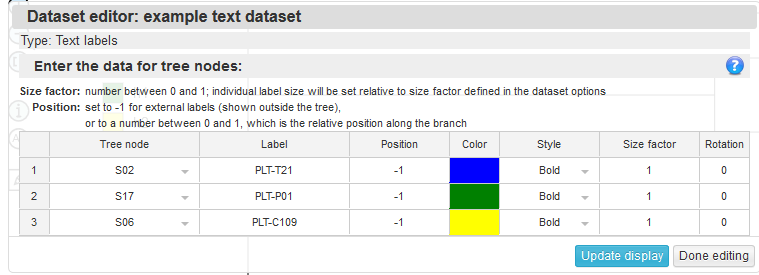 Dataset editor: example text dataset
Type: Text labels
Enter the data for tree nodes:
?
Size factor: number between 0 and 1; individual label size will be set relative to size factor defined in the dataset options
Position: set to -1 for external labels (shown outside the tree),
or to a number between 0 and 1, which is the relative position along the branch
Tree node Label Position Color Style Size factor Rotation
1 S02 PLT-T21 -1 Bold 1 0
2 S17 PLT-P01 -1 Bold 1 0
3 S06 PLT-C109 -1 Bold 1 0
Update display Done editing